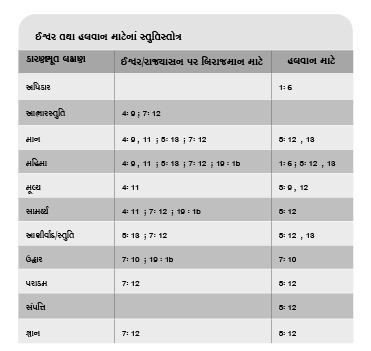 ઈશ્વર તથા હલવાન માટેનાં સ્તુતિસ્તોત્ર
કારણભૂત લક્ષણ ઈશ્વર/રાજ્યાસન પર બિરાજમાન માટે હલવાન માટે
અધિકાર 1: 6
આભારસ્તુતિ 4: 9 ; 7: 12
માન 4: 9 , 11 ; 5: 13 ; 7: 12 5: 12 , 13
મહિમા 4: 9 , 11 ; 5: 13 ; 7: 12 ; 19 : 1b 1: 6 ; 5: 12 , 13
મૂલ્ય 4: 11 5: 9 , 12
સામર્થ્ય 4: 11 ; 7: 12 ; 19 : 1b 5: 12
આશીર્વાદ/સ્તુતિ 5: 13 ; 7: 12 5: 12 , 13
ઉદ્ધાર 7: 10 ; 19 : 1b 7: 10
પરાક્રમ 7: 12 5: 12
સંપત્તિ 5: 12
જ્ઞાન 7: 12 5: 12